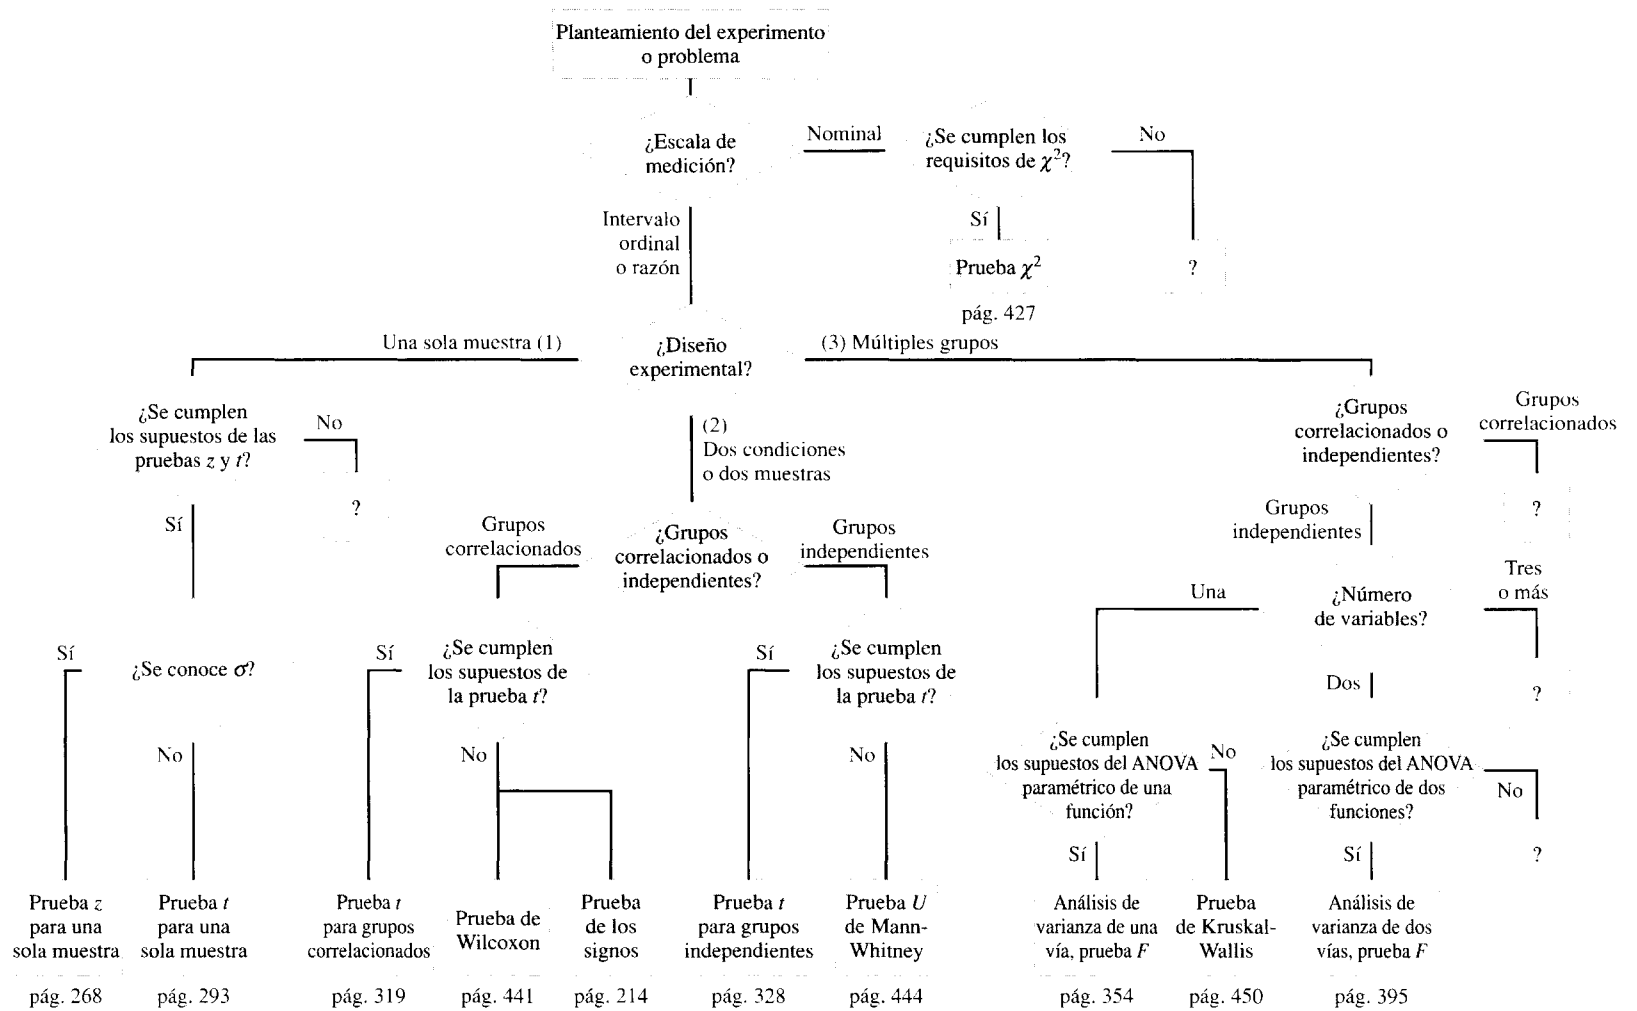 Planteamiento del experimento
o problema
¿Escala de
medición?
Nominal
¿Se cumplen los
requisitos de χ²?
No
Intervalo
ordinal
o razón
Sí
Prueba χ²
?
pág. 427
Una sola muestra (1)
¿Diseño
experimental?
(3) Múltiples grupos
¿Se cumplen
los supuestos de las
pruebas z y t?
No
?
Sí
(2)
Dos condiciones
o dos muestras
¿Grupos
correlacionados o
independientes?
Grupos
correlacionados
?
Grupos
independientes
Grupos
correlacionados
¿Grupos
correlacionados o
independientes?
Grupos
independientes
Una
¿Número
de variables?
Tres
o más
?
Dos
Sí
¿Se conoce σ?
No
Sí
¿Se cumplen
los supuestos de
la prueba t?
No
Sí
¿Se cumplen
los supuestos de
la prueba t?
No
¿Se cumplen
los supuestos del ANOVA
paramétrico de una
función?
No
Sí
¿Se cumplen
los supuestos del ANOVA
paramétrico de dos
funciones?
No
?
Sí
Prueba z
para una
sola muestra
pág. 268
Prueba t
para una
sola muestra
pág. 293
Prueba t
para grupos
correlacionados
pág. 319
Prueba de
Wilcoxon
pág. 441
Prueba
de los
signos
pág. 214
Prueba t
para grupos
independientes
pág. 328
Prueba U
de Mann-
Whitney
pág. 444
Análisis de
varianza de una
vía, prueba F
pág. 354
Prueba
de Kruskal-
Wallis
pág. 450
Análisis de
varianza de dos
vías, prueba F
pág. 395